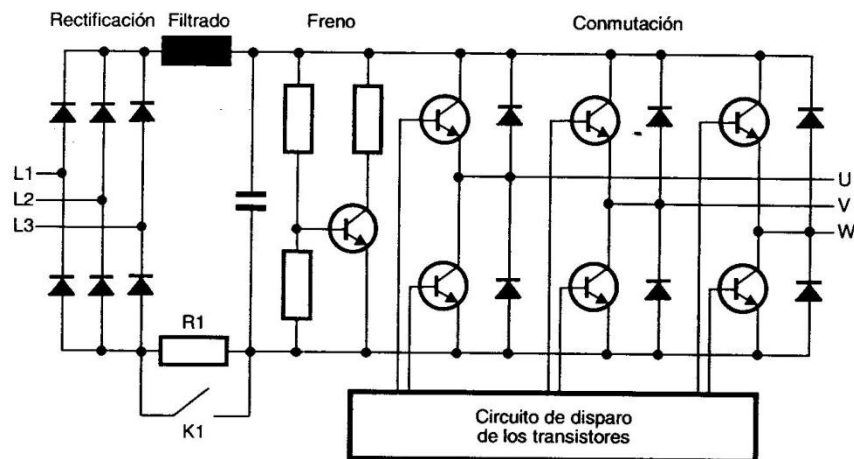 Rectificación Filtrado Freno Conmutación
L1
L2
L3
U
V
W
R1
K1
Circuito de disparo
de los transistores